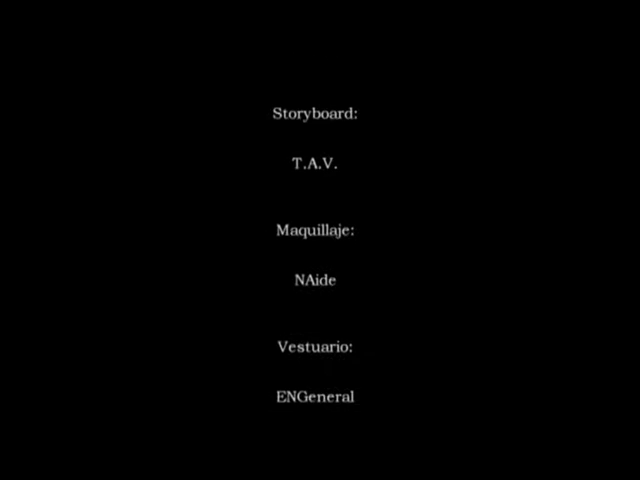 Storyboard:
T.A.V.
Maquillaje:
NAide
Vestuario:
ENGeneral